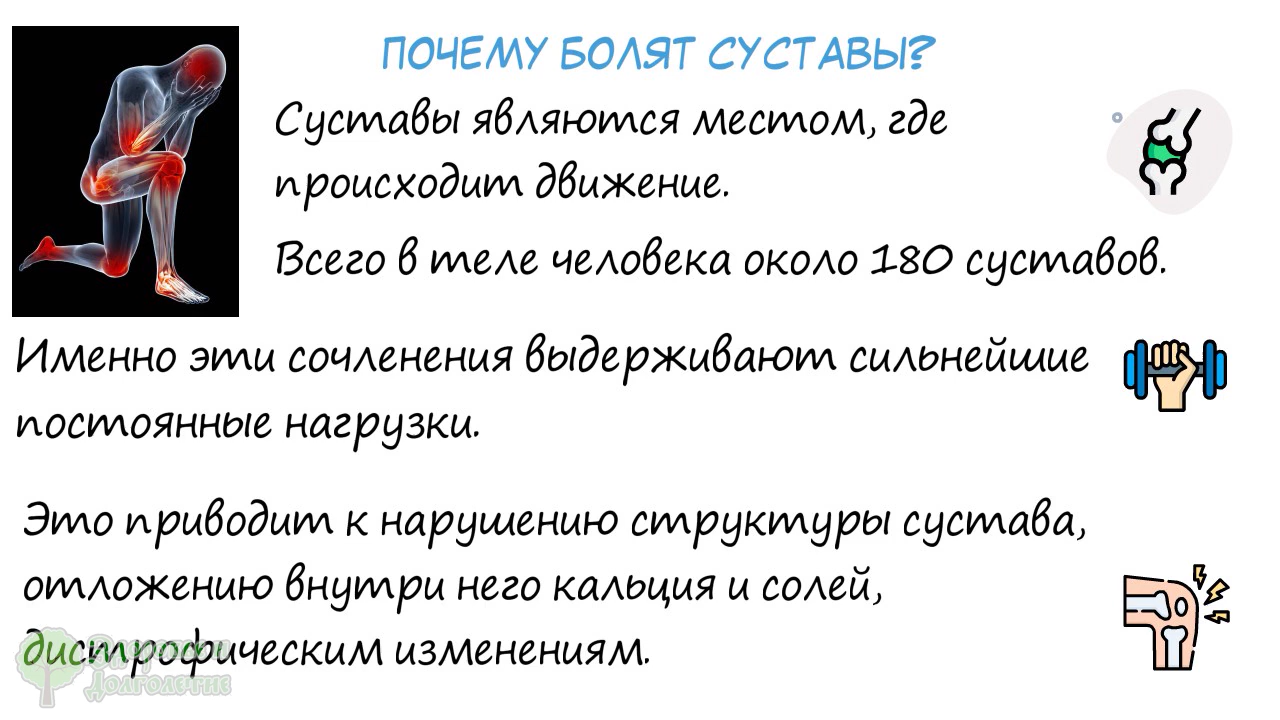 ПОЧЕМУ БОЛЯТ СУСТАВЫ?
Суставы являются местом, где
происходит движение.
Всего в теле человека около 180 суставов.
Именно эти сочленения выдерживают сильнейшие
постоянные нагрузки.
Это приводит к нарушению структуры сустава,
отложению внутри него кальция и солей,
дистрофическим изменениям.
Долголетие